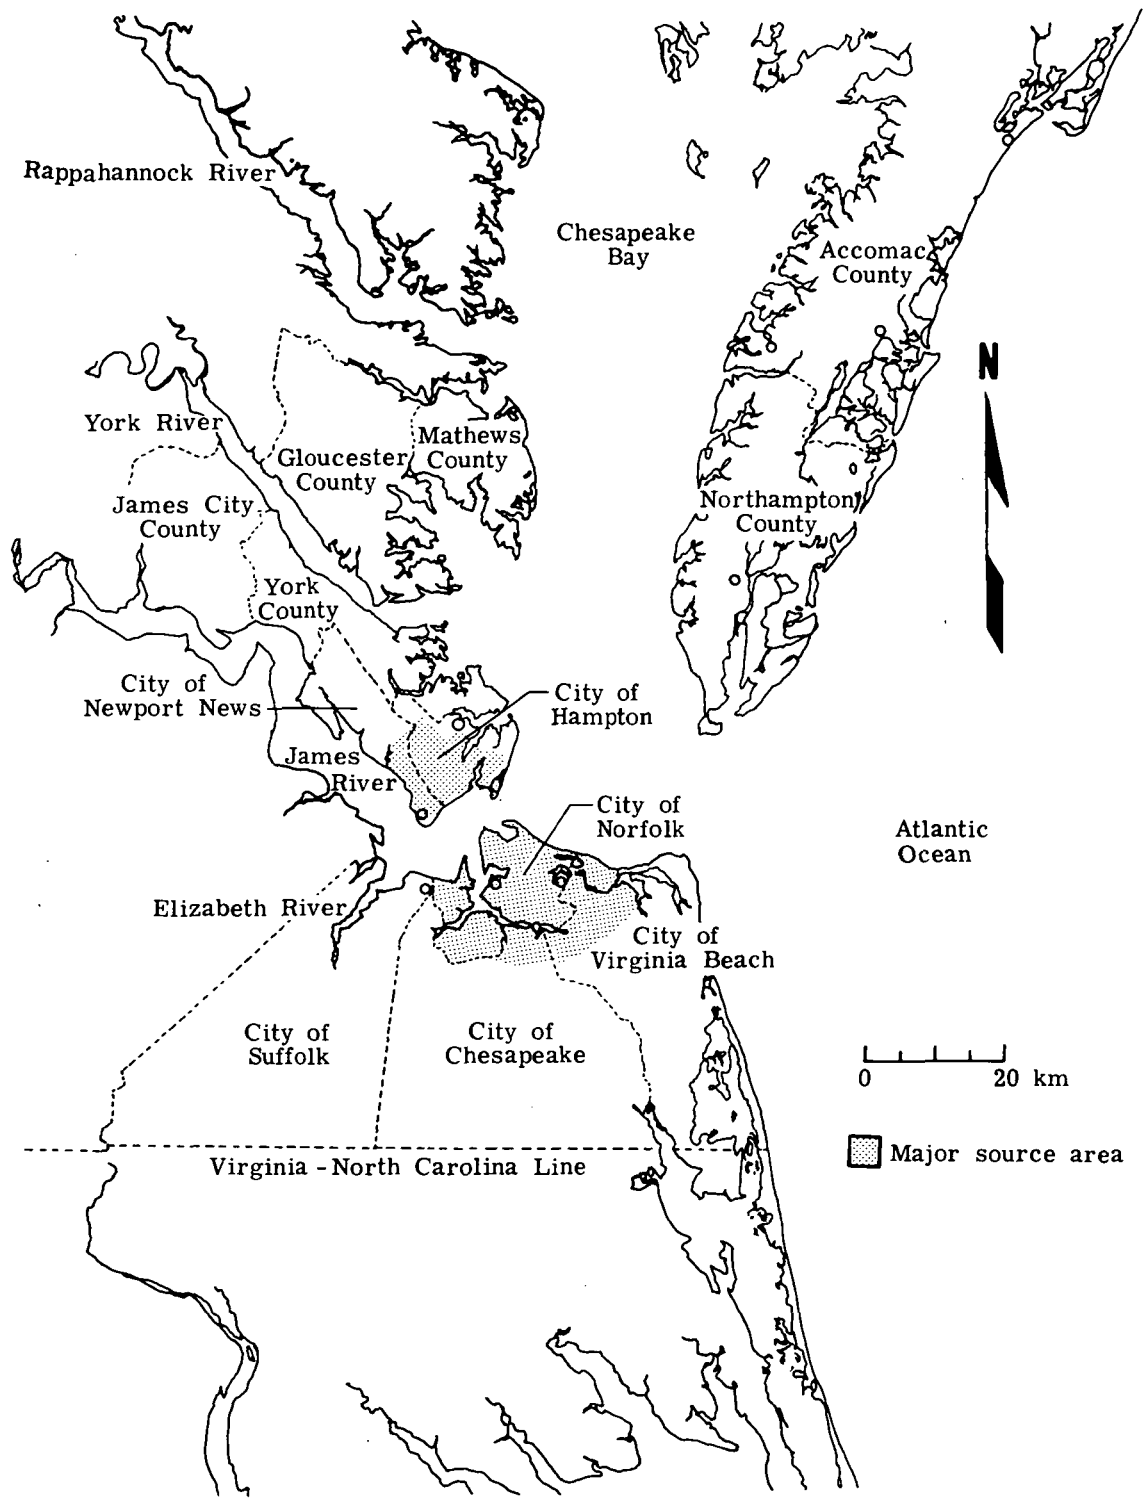 Rappahannock River
Chesapeake
Bay
Accomac
County
N
York River
Mathews
County
Gloucester
County
James City
County
Northampton
County
York
County
City of
Newport News
City of
Hampton
James
River
City of
Norfolk
Atlantic
Ocean
Elizabeth River
City of
Virginia Beach
City of
Suffolk
City of
Chesapeake
0 20 km
Major source area
Virginia - North Carolina Line